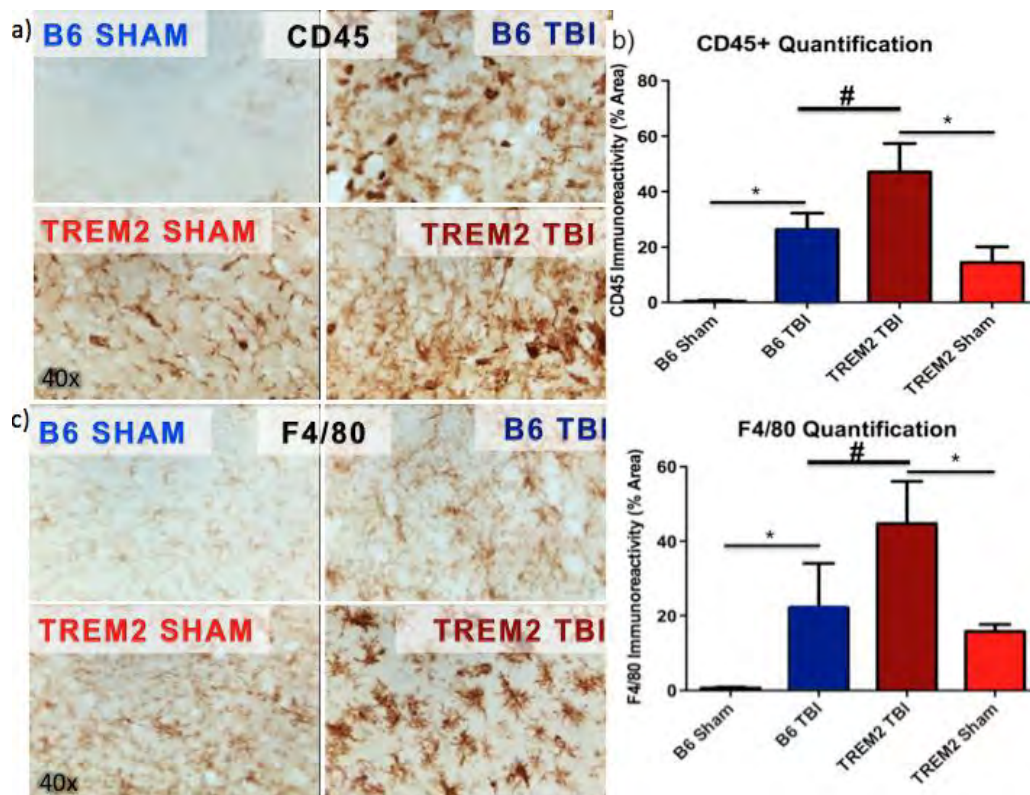 a)
B6 SHAM
CD45
B6 TBI
TREM2 SHAM
TREM2 TBI
40x
b)
CD45+ Quantification
CD45 Immunoreactivity (% Area)
80
60
40
20
0
*
#
*
B6 Sham
B6 TBI
TREM2 TBI
TREM2 Sham
c)
B6 SHAM
F4/80
B6 TBI
TREM2 SHAM
TREM2 TBI
40x
F4/80 Quantification
F4/80 Immunoreactivity (% Area)
60
40
20
0
*
#
*
B6 Sham
B6 TBI
TREM2 TBI
TREM2 Sham